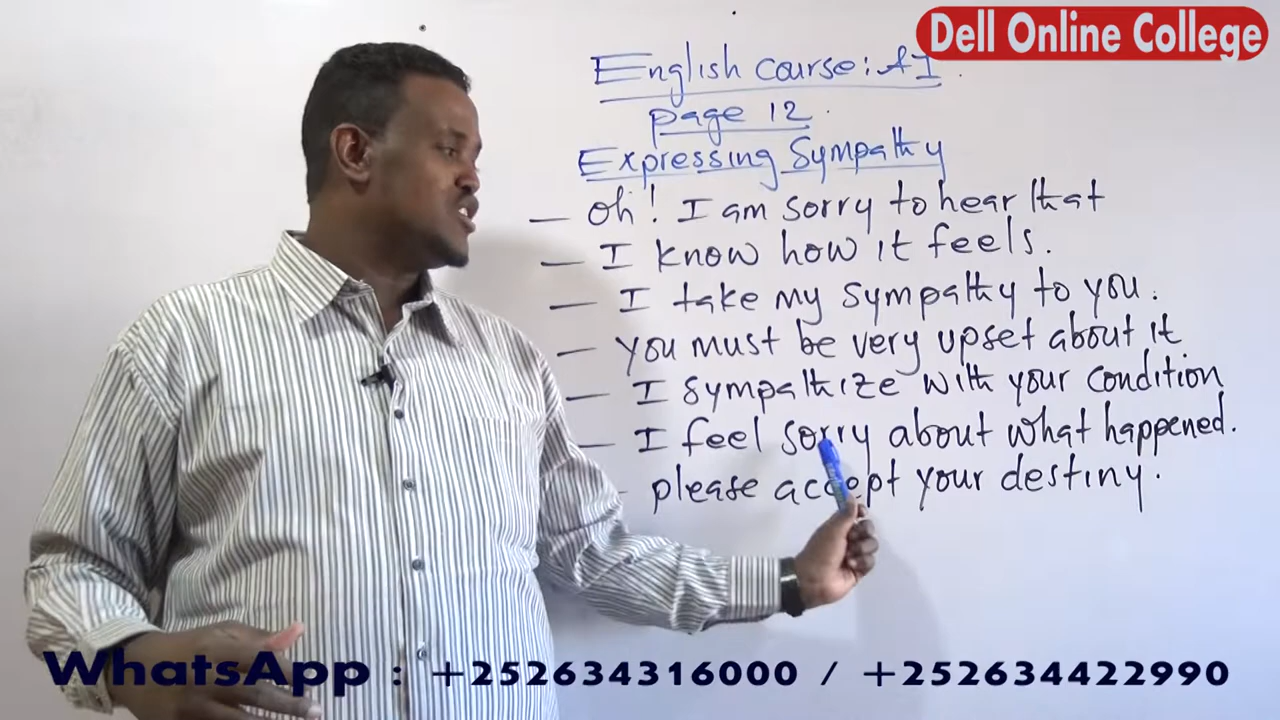 Dell Online College
English course: A1
page 12
Expressing Sympathy
— oh! I am sorry to hear that
— I know how it feels.
— I take my sympathy to you.
— you must be very upset about it
— I sympathize with your condition
— I feel sorry about what happened.
- please accept your destiny.
WhatsApp : +252634316000 / +252634422990